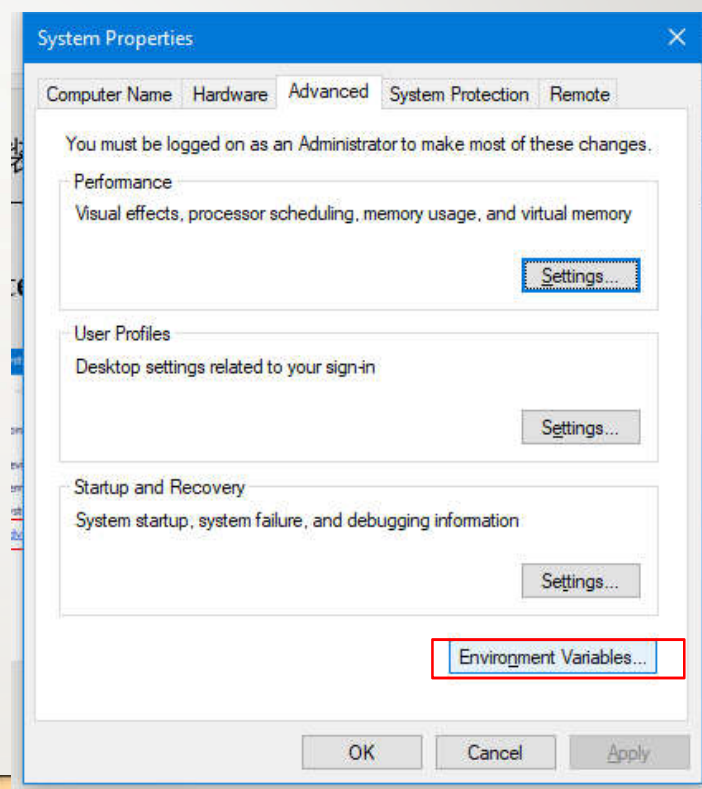 System Properties
Computer Name Hardware Advanced System Protection Remote
You must be logged on as an Administrator to make most of these changes.
Performance
Visual effects, processor scheduling, memory usage, and virtual memory
Settings...
User Profiles
Desktop settings related to your sign-in
Settings...
Startup and Recovery
System startup, system failure, and debugging information
Settings...
Environment Variables...
OK Cancel Apply